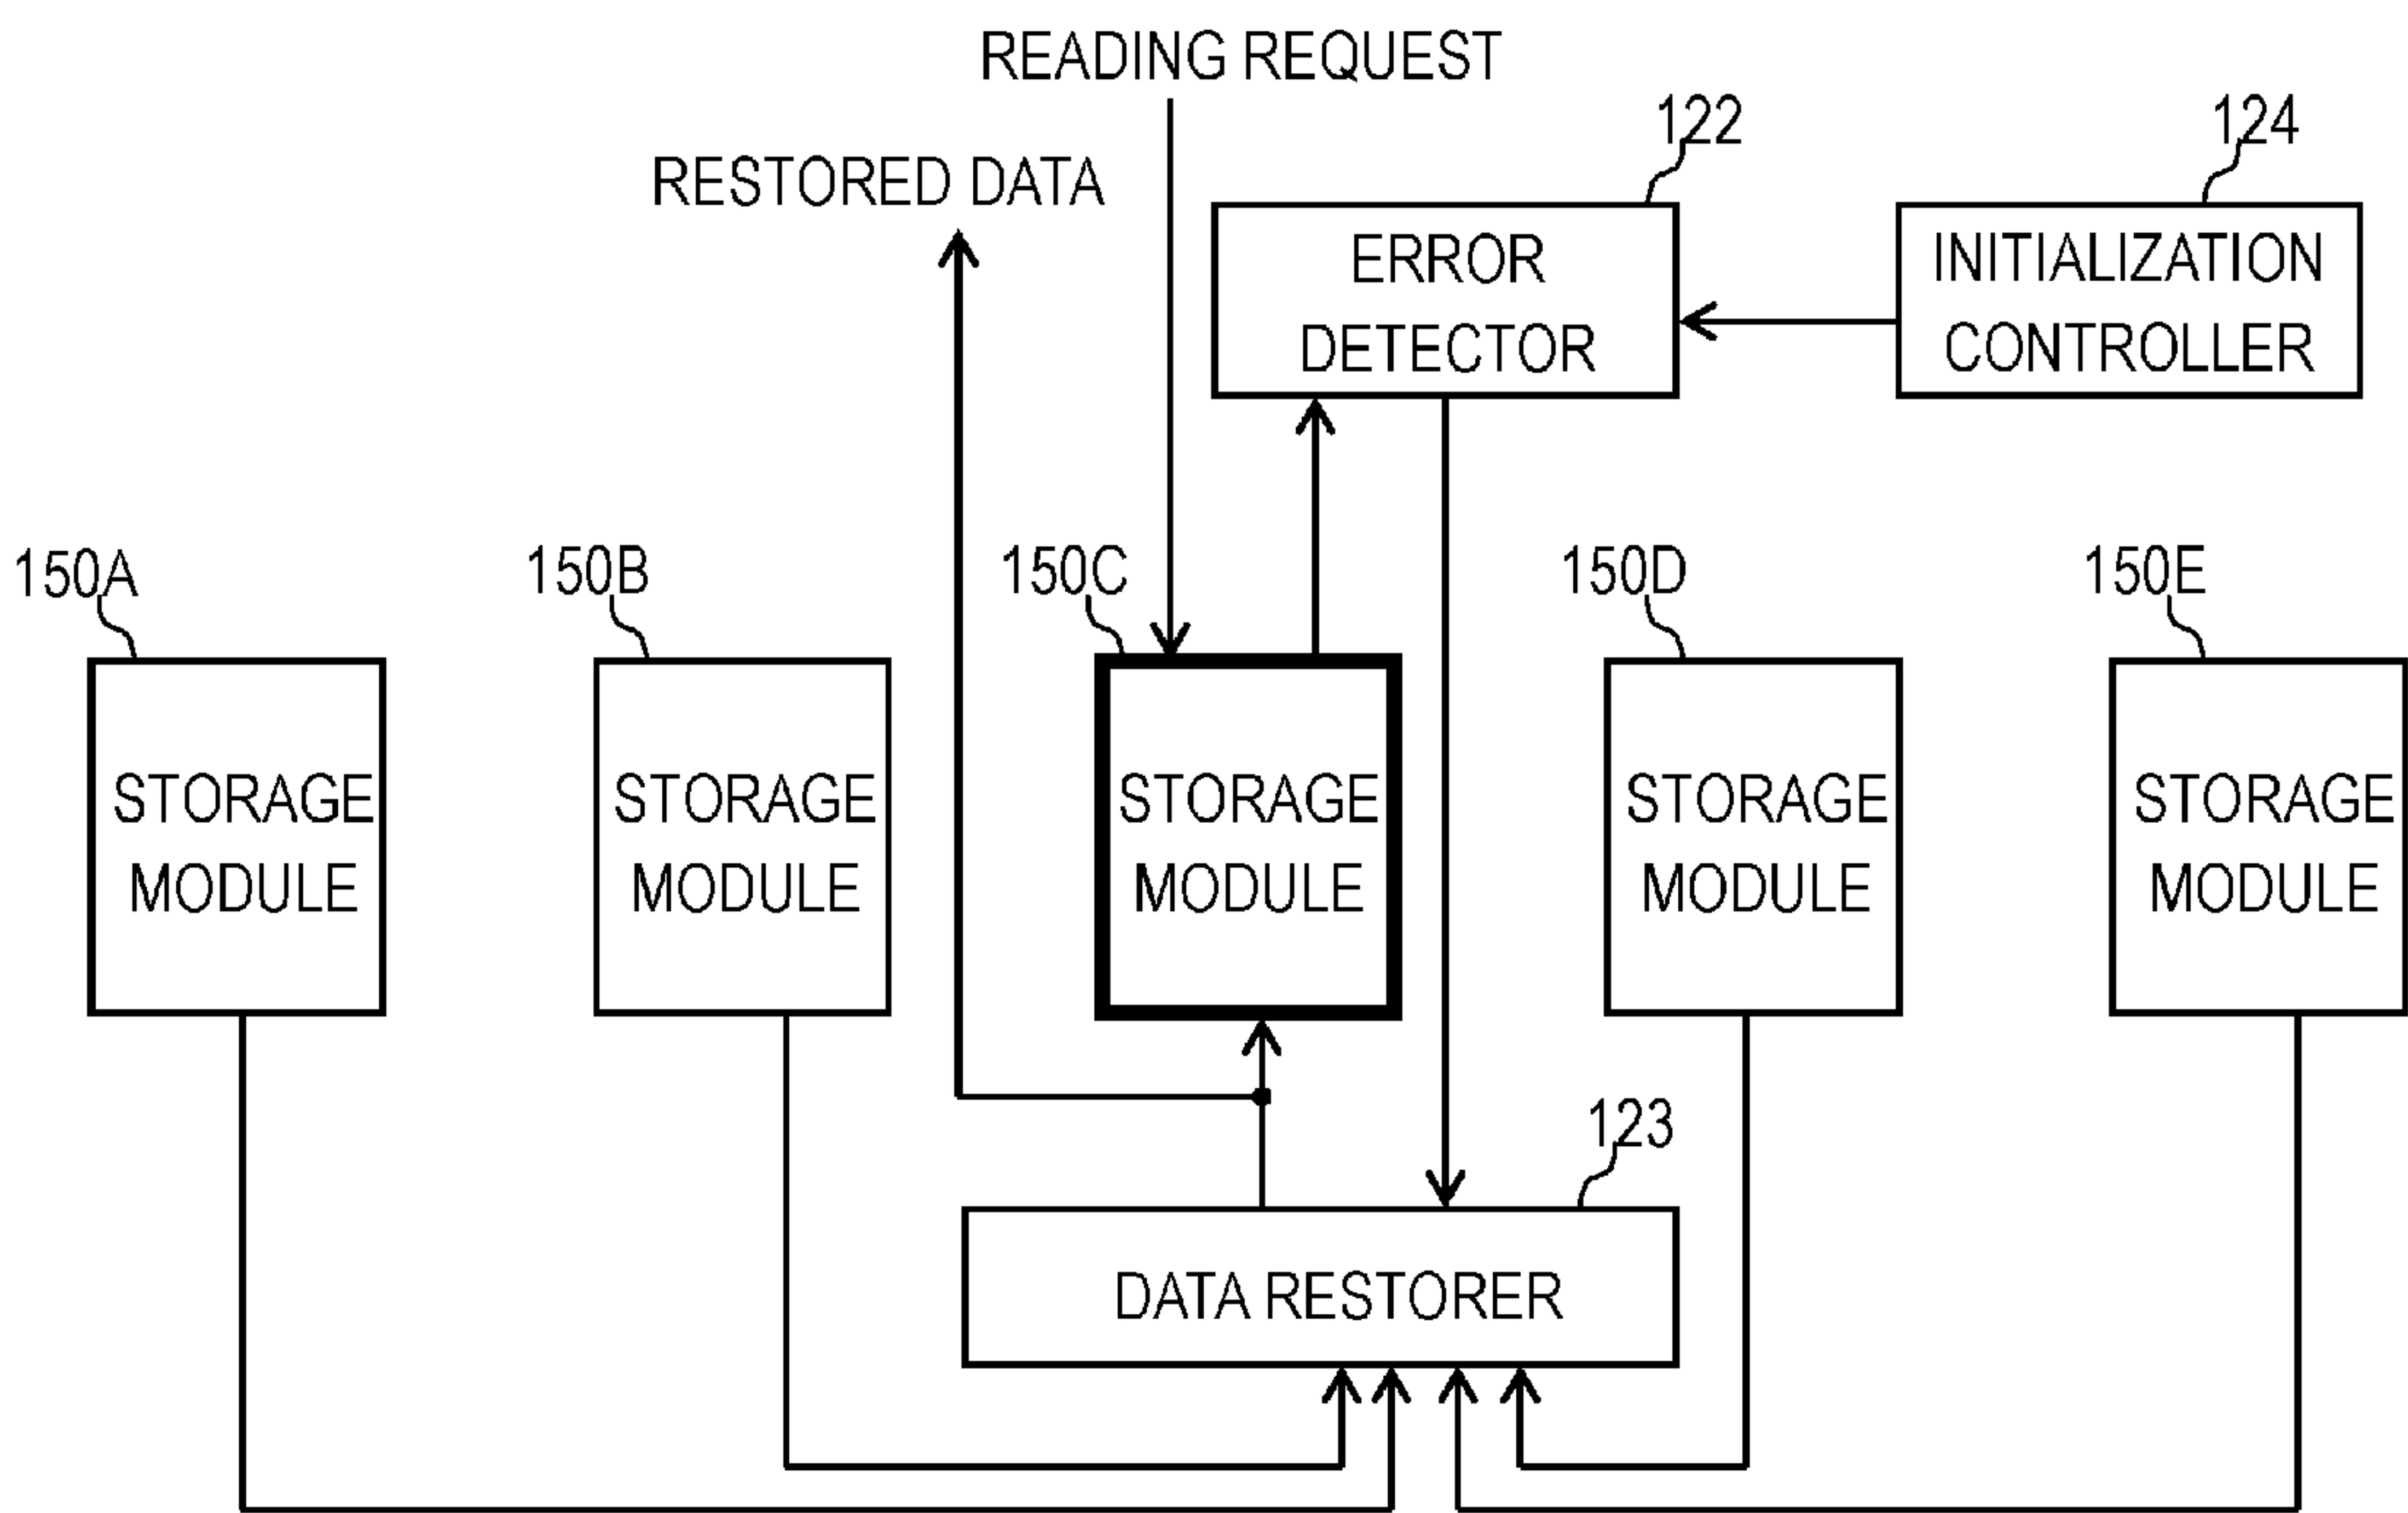 READING REQUEST
122
124
RESTORED DATA
ERROR
DETECTOR
INITIALIZATION
CONTROLLER
150A
150B
150C
150D
150E
STORAGE
MODULE
STORAGE
MODULE
STORAGE
MODULE
STORAGE
MODULE
STORAGE
MODULE
123
DATA RESTORER